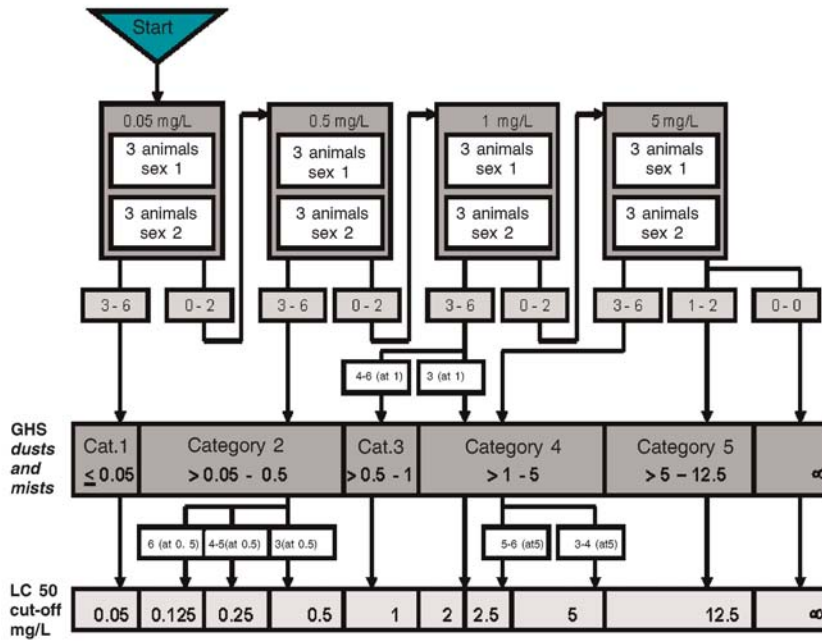 Start
0.05 mg/L
0.5 mg/L
1 mg/L
5 mg/L
3 animals
sex 1
3 animals
sex 1
3 animals
sex 1
3 animals
sex 1
3 animals
sex 2
3 animals
sex 2
3 animals
sex 2
3 animals
sex 2
3 - 6
0 - 2
3 - 6
0 - 2
3 - 6
0 - 2
3 - 6
1 - 2
0 - 0
4-6 (at 1)
3 (at 1)
GHS
dusts
and
mists
Cat.1
≤ 0.05
Category 2
> 0.05 - 0.5
Cat.3
> 0.5 - 1
Category 4
> 1 - 5
Category 5
> 5 – 12.5
∞
6 (at 0. 5)
4-5(at 0.5)
3(at 0.5)
5-6 (at5)
3-4 (at5)
LC 50
cut-off
mg/L
0.05
0.125
0.25
0.5
1
2
2.5
5
12.5
∞